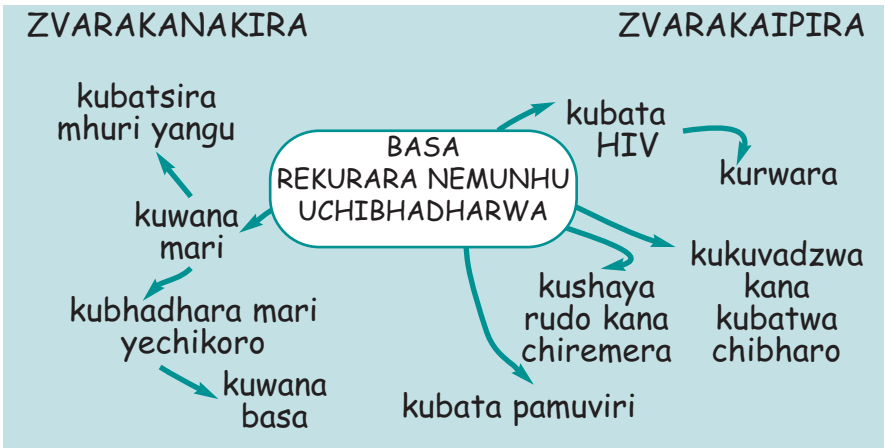 ZVARAKANAKIRA
ZVARAKAIPIRA
kubatsira
mhuri yangu
kuwana
mari
kubhadhara mari
yechikoro
kuwana
basa
BASA
REKURARA NEMUNHU
UCHIBHADHARWA
kubata
HIV
kurwara
kukuvadzwa
kana
kubatwa
chibharo
kushaya
rudo kana
chiremera
kubata pamuviri